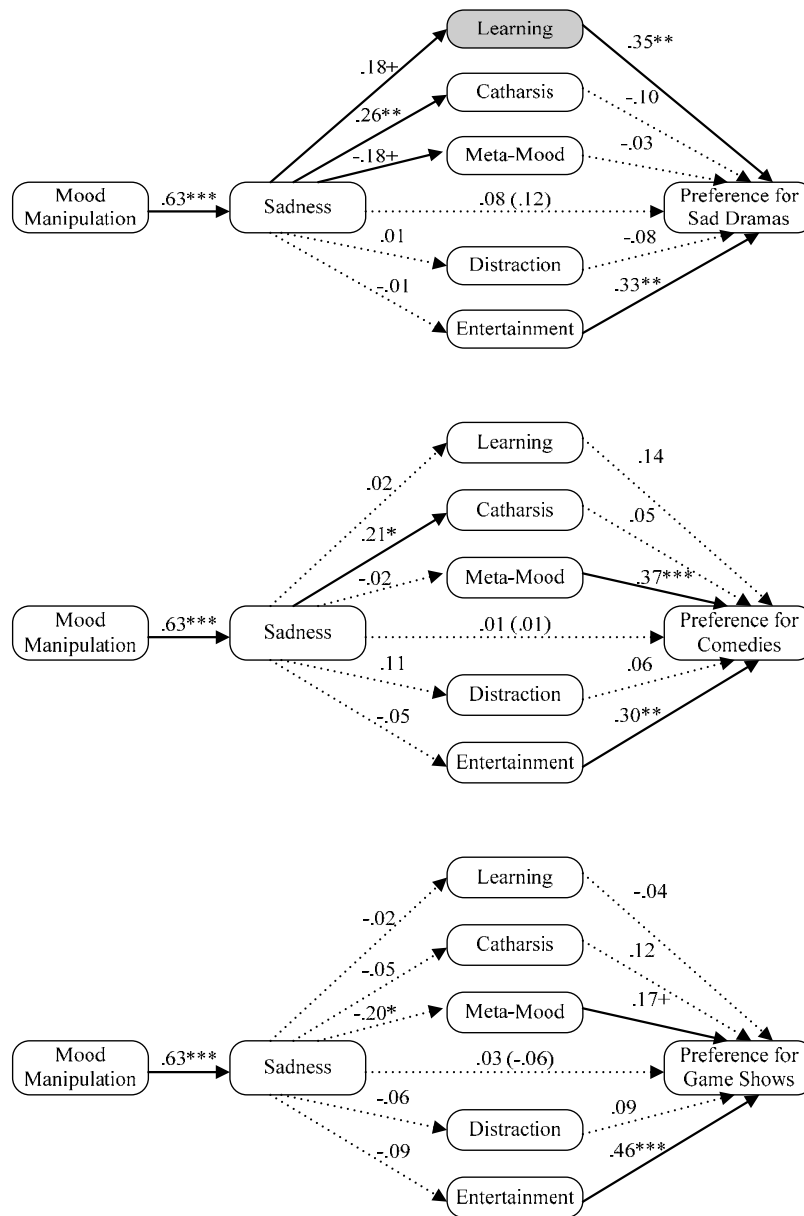 Learning
.18+
.35**
.26**
Catharsis
-.10
-.18+
Meta-Mood
-.03
Mood
Manipulation
.63***
Sadness
.08 (.12)
Preference for
Sad Dramas
.01
Distraction
-.08
-.01
Entertainment
.33**
Learning
.02
.14
.21*
Catharsis
.05
-.02
Meta-Mood
.37***
Mood
Manipulation
.63***
Sadness
.01 (.01)
Preference for
Comedies
.11
Distraction
.06
-.05
Entertainment
.30**
Learning
-.02
-.04
-.05
Catharsis
.12
-.20*
Meta-Mood
.17+
Mood
Manipulation
.63***
Sadness
.03 (-.06)
Preference for
Game Shows
-.06
Distraction
.09
-.09
Entertainment
.46***